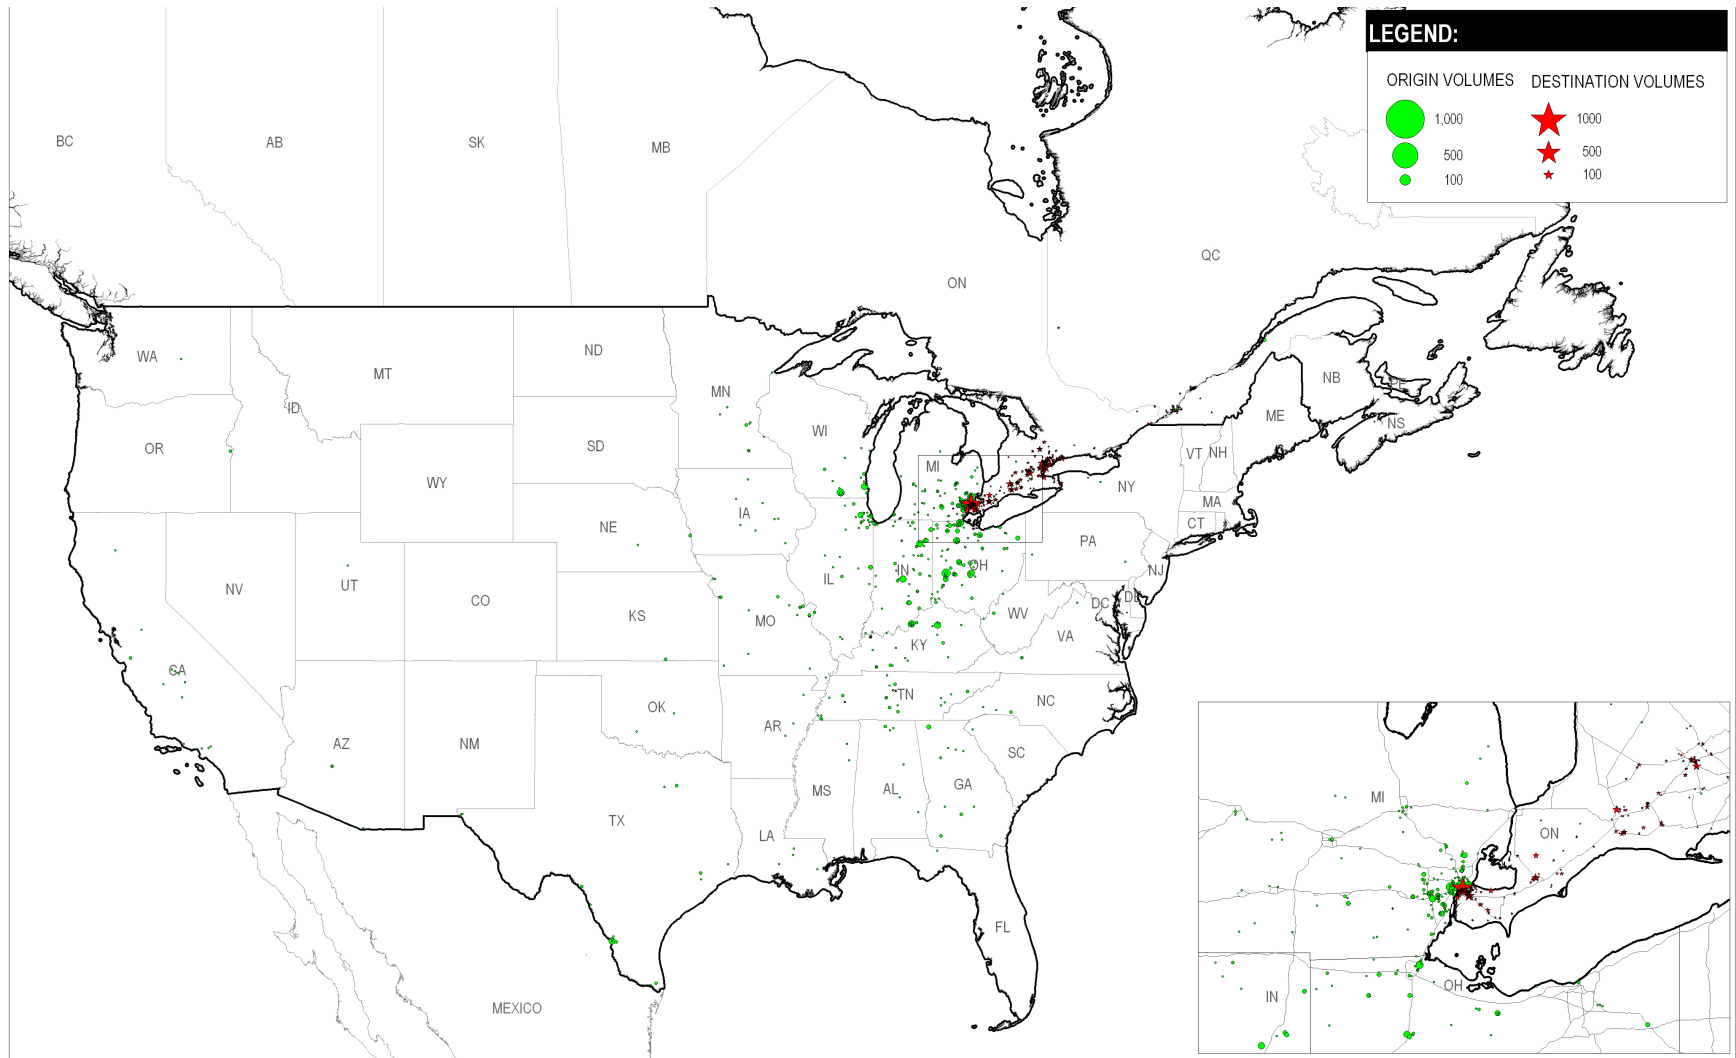 LEGEND:
ORIGIN VOLUMES DESTINATION VOLUMES
1,000 1000
500 500
100 100
BC
AB
SK
MB
ON
QC
WA
MT
ND
MN
ID
OR
SD
WI
MI
WY
NE
IA
NB
PE
NS
ME
VT
NH
NY
MA
CT
PA
NJ
NV
UT
CO
KS
MO
IL
IN
OH
WV
DC
DE
VA
KY
CA
AZ
NM
OK
AR
TN
NC
SC
TX
LA
MS
AL
GA
FL
MEXICO
MI
ON
IN
OH